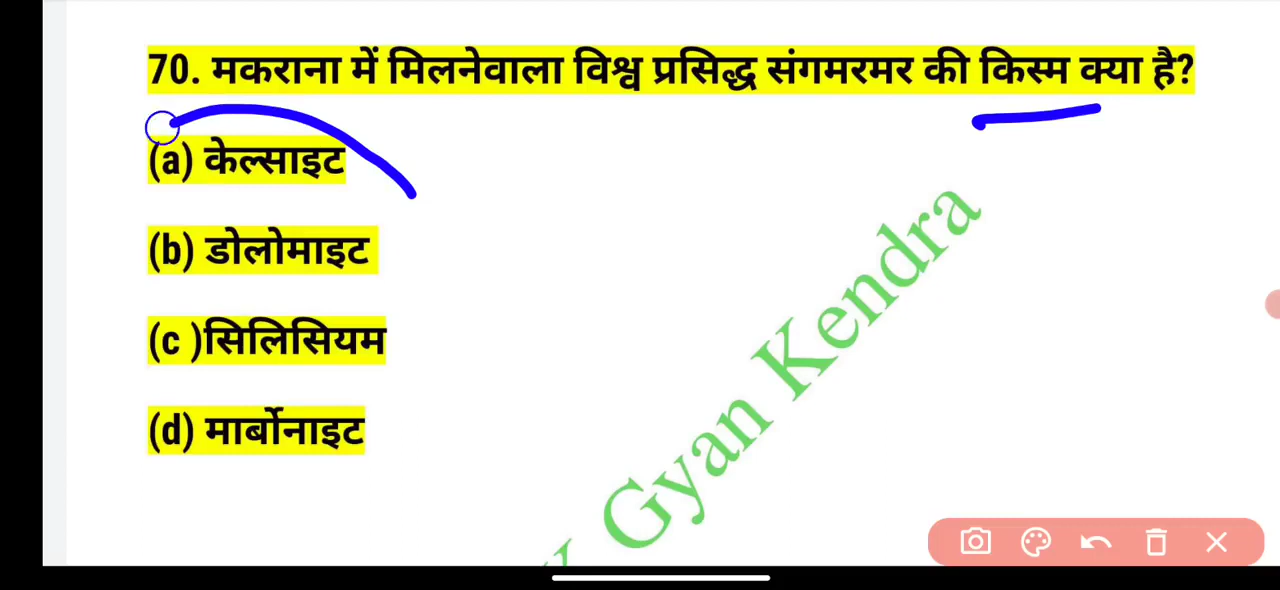 70. मकराना में मिलनेवाला विश्व प्रसिद्ध संगमरमर की किस्म क्या है?
(a) केल्साइट
(b) डोलोमाइट
(c )सिलिसियम
(d) मार्बोनाइट
Gyan Kendra